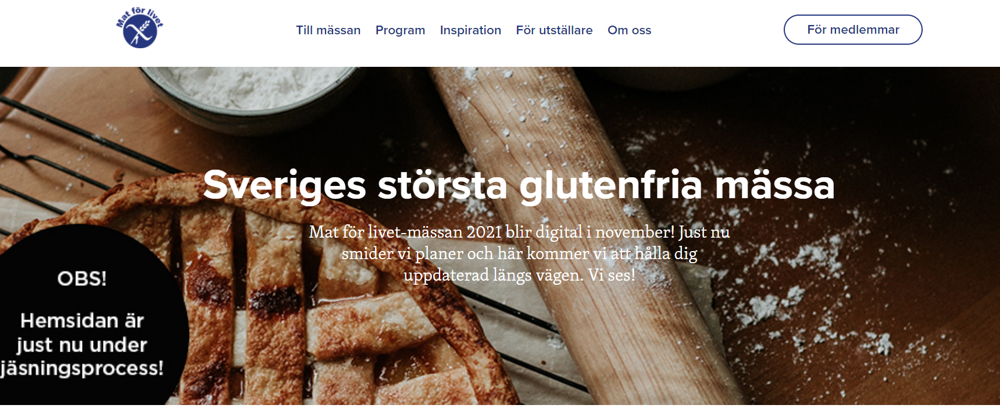 Mat för livet
Till mässan
Program
Inspiration
För utställare
Om oss
För medlemmar
Sveriges största glutenfria mässa
Mat för livet-mässan 2021 blir digital i november! Just nu
smider vi planer och här kommer vi att hålla dig
uppdaterad längs vägen. Vi ses!
OBS!
Hemsidan är
just nu under
jäsningsprocess!